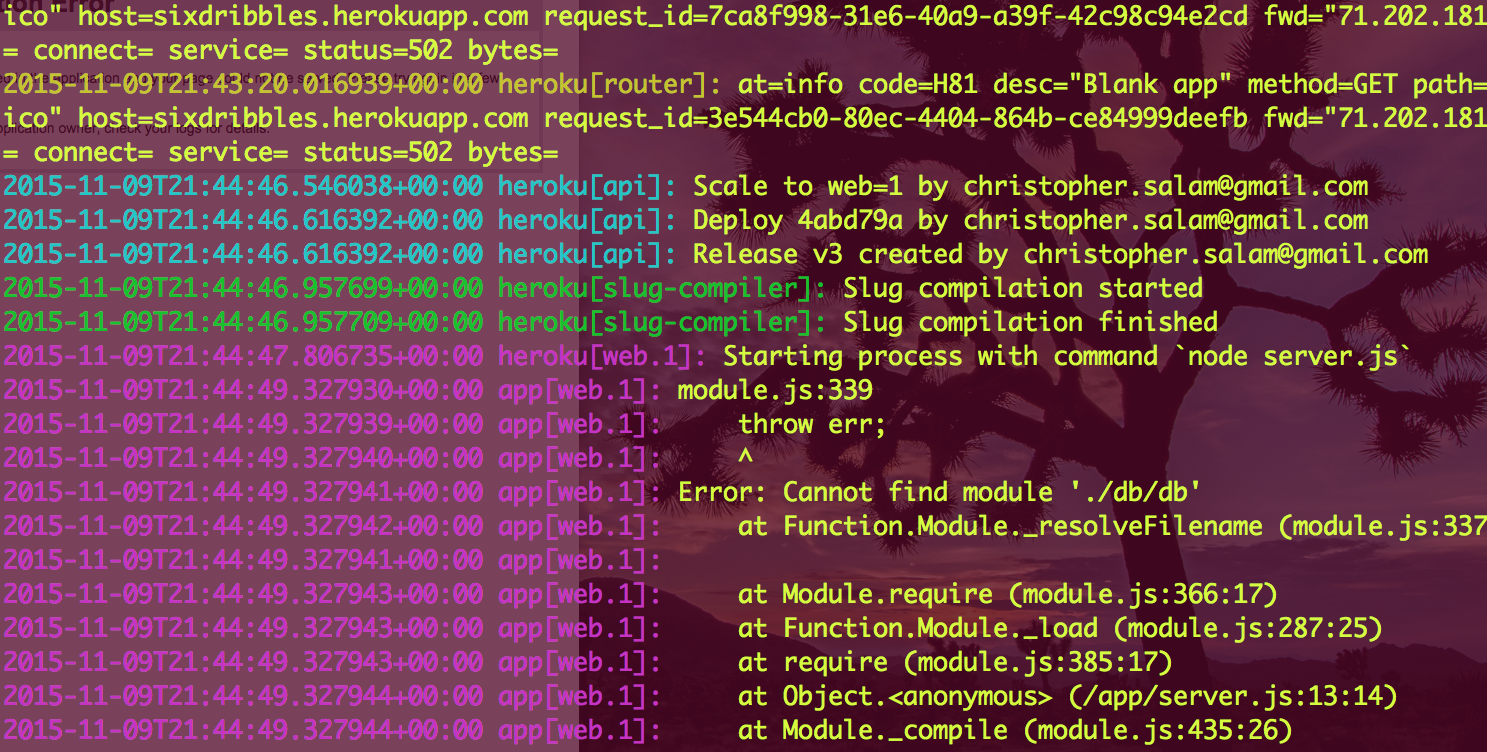 ico" host=sixdribbles.herokuapp.com request_id=7ca8f998-31e6-40a9-a39f-42c98c94e2cd fwd="71.202.181
= connect= service= status=502 bytes=
2015-11-09T21:43:20.016939+00:00 heroku[router]: at=info code=H81 desc="Blank app" method=GET path=
ico" host=sixdribbles.herokuapp.com request_id=3e544cb0-80ec-4404-864b-ce84999deefb fwd="71.202.181
pplication owner, check your logs for details.
= connect= service= status=502 bytes=
2015-11-09T21:44:46.546038+00:00 heroku[api]: Scale to web=1 by christopher.salam@gmail.com
2015-11-09T21:44:46.616392+00:00 heroku[api]: Deploy 4abd79a by christopher.salam@gmail.com
2015-11-09T21:44:46.616392+00:00 heroku[api]: Release v3 created by christopher.salam@gmail.com
2015-11-09T21:44:46.957699+00:00 heroku[slug-compiler]: Slug compilation started
2015-11-09T21:44:46.957709+00:00 heroku[slug-compiler]: Slug compilation finished
2015-11-09T21:44:47.806735+00:00 heroku[web.1]: Starting process with command `node server.js`
2015-11-09T21:44:49.327930+00:00 app[web.1]: module.js:339
2015-11-09T21:44:49.327939+00:00 app[web.1]:     throw err;
2015-11-09T21:44:49.327940+00:00 app[web.1]:     ^
2015-11-09T21:44:49.327941+00:00 app[web.1]: Error: Cannot find module './db/db'
2015-11-09T21:44:49.327942+00:00 app[web.1]:     at Function.Module._resolveFilename (module.js:337
2015-11-09T21:44:49.327941+00:00 app[web.1]:
2015-11-09T21:44:49.327943+00:00 app[web.1]:     at Module.require (module.js:366:17)
2015-11-09T21:44:49.327943+00:00 app[web.1]:     at Function.Module._load (module.js:287:25)
2015-11-09T21:44:49.327943+00:00 app[web.1]:     at require (module.js:385:17)
2015-11-09T21:44:49.327944+00:00 app[web.1]:     at Object.<anonymous> (/app/server.js:13:14)
2015-11-09T21:44:49.327944+00:00 app[web.1]:     at Module._compile (module.js:435:26)